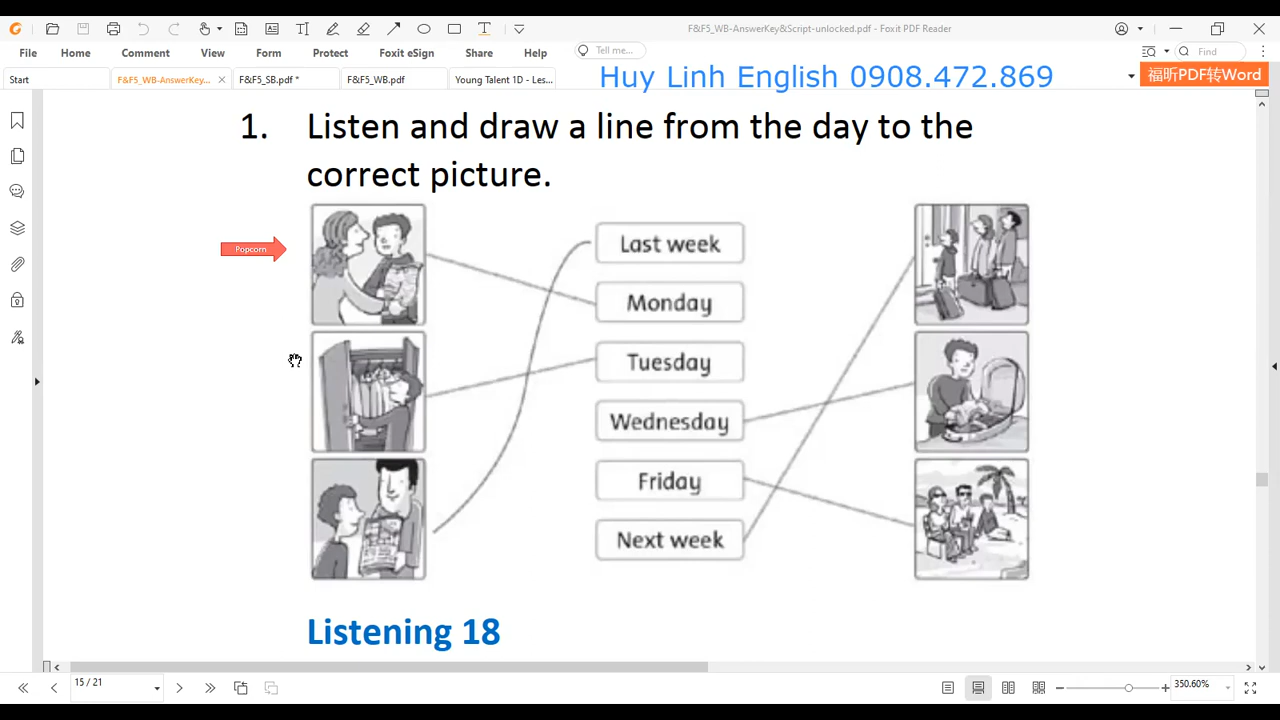 F&F5_WB-AnswerKey&Script-unlocked.pdf - Foxit PDF Reader
File Home Comment View Form Protect Foxit eSign Share Help Tell me... Find
Start F&F5_WB-AnswerKey... F&F5_SB.pdf * F&F5_WB.pdf Young Talent 1D - Les...
Huy Linh English 0908.472.869
福昕PDF转Word
1. Listen and draw a line from the day to the
correct picture.
Popcorn
Last week
Monday
Tuesday
Wednesday
Friday
Next week
Listening 18
15 / 21
350.60%